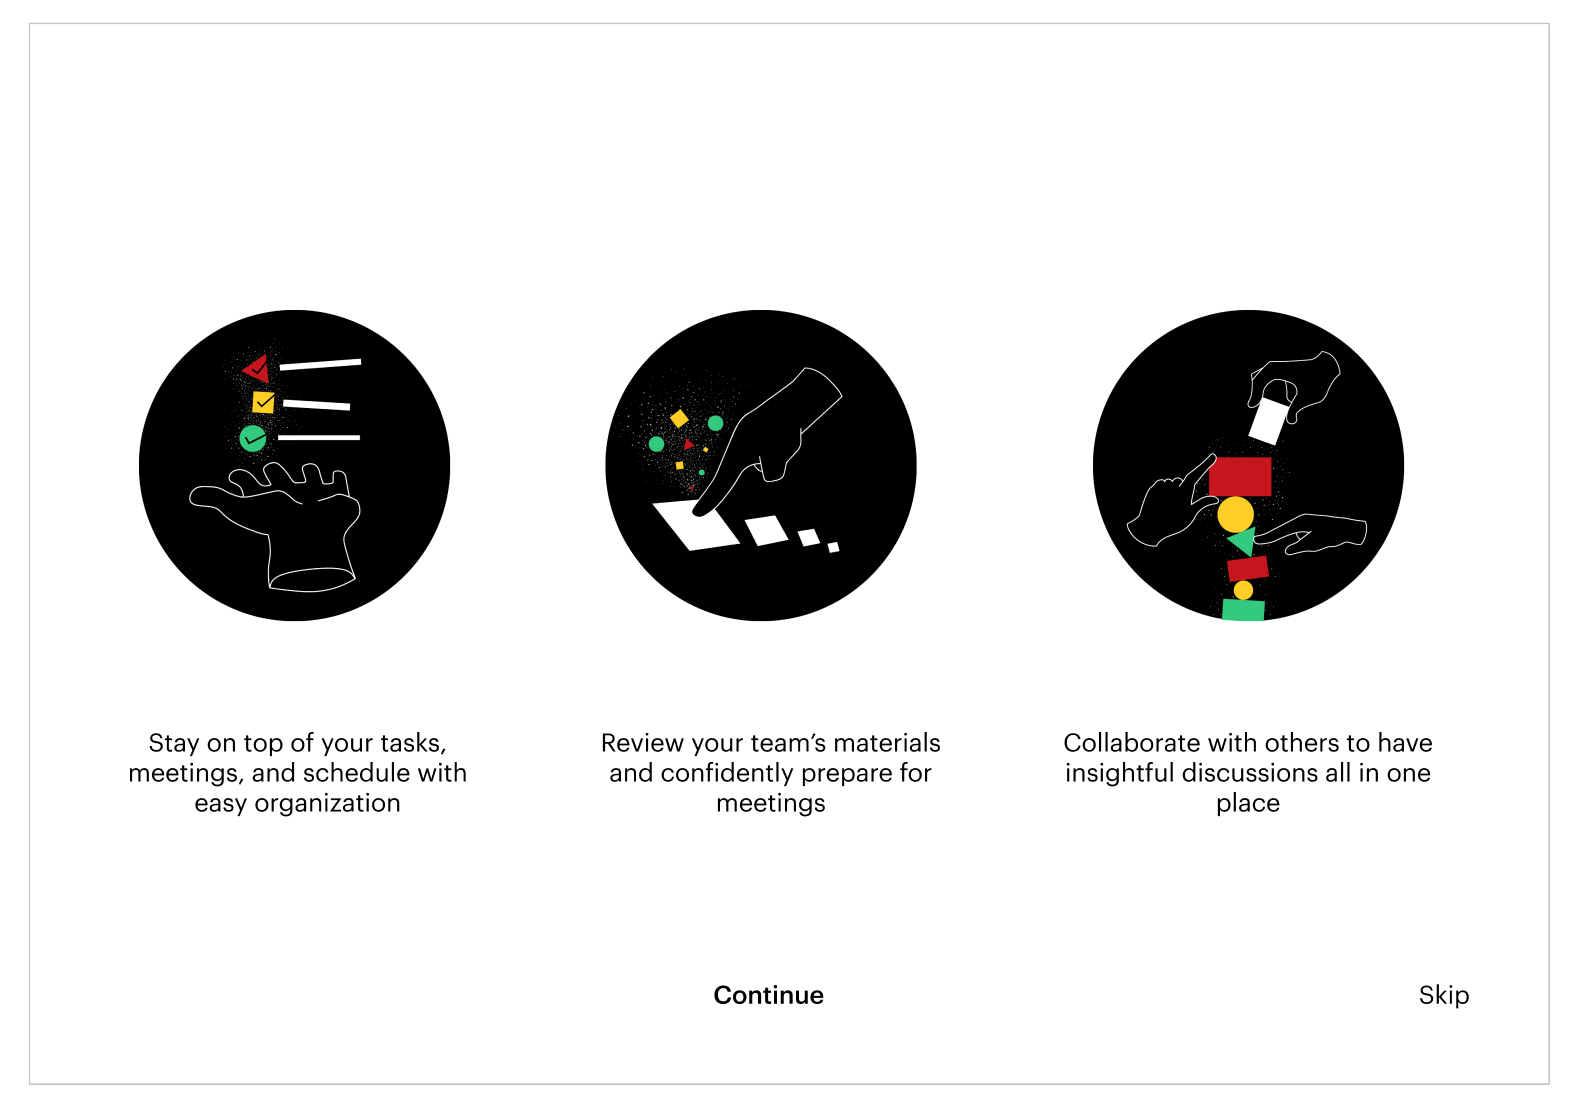 Stay on top of your tasks,
meetings, and schedule with
easy organization
Review your team’s materials
and confidently prepare for
meetings
Collaborate with others to have
insightful discussions all in one
place
Continue
Skip